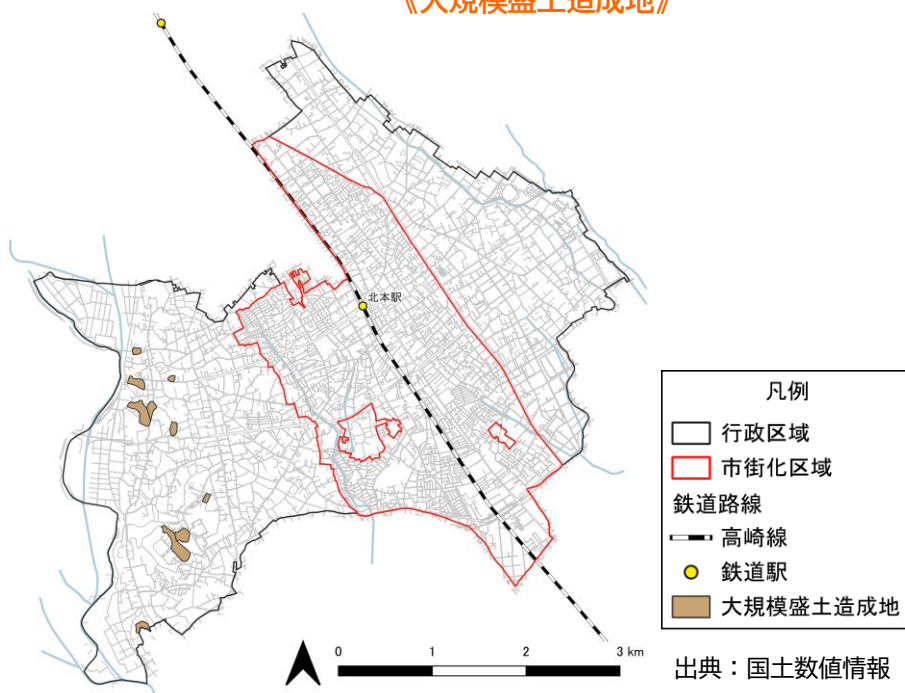 《大規模盛土造成地》
北本駅
凡例
行政区域
市街化区域
鉄道路線
高崎線
鉄道駅
大規模盛土造成地
0 1 2 3 km
出典：国土数値情報